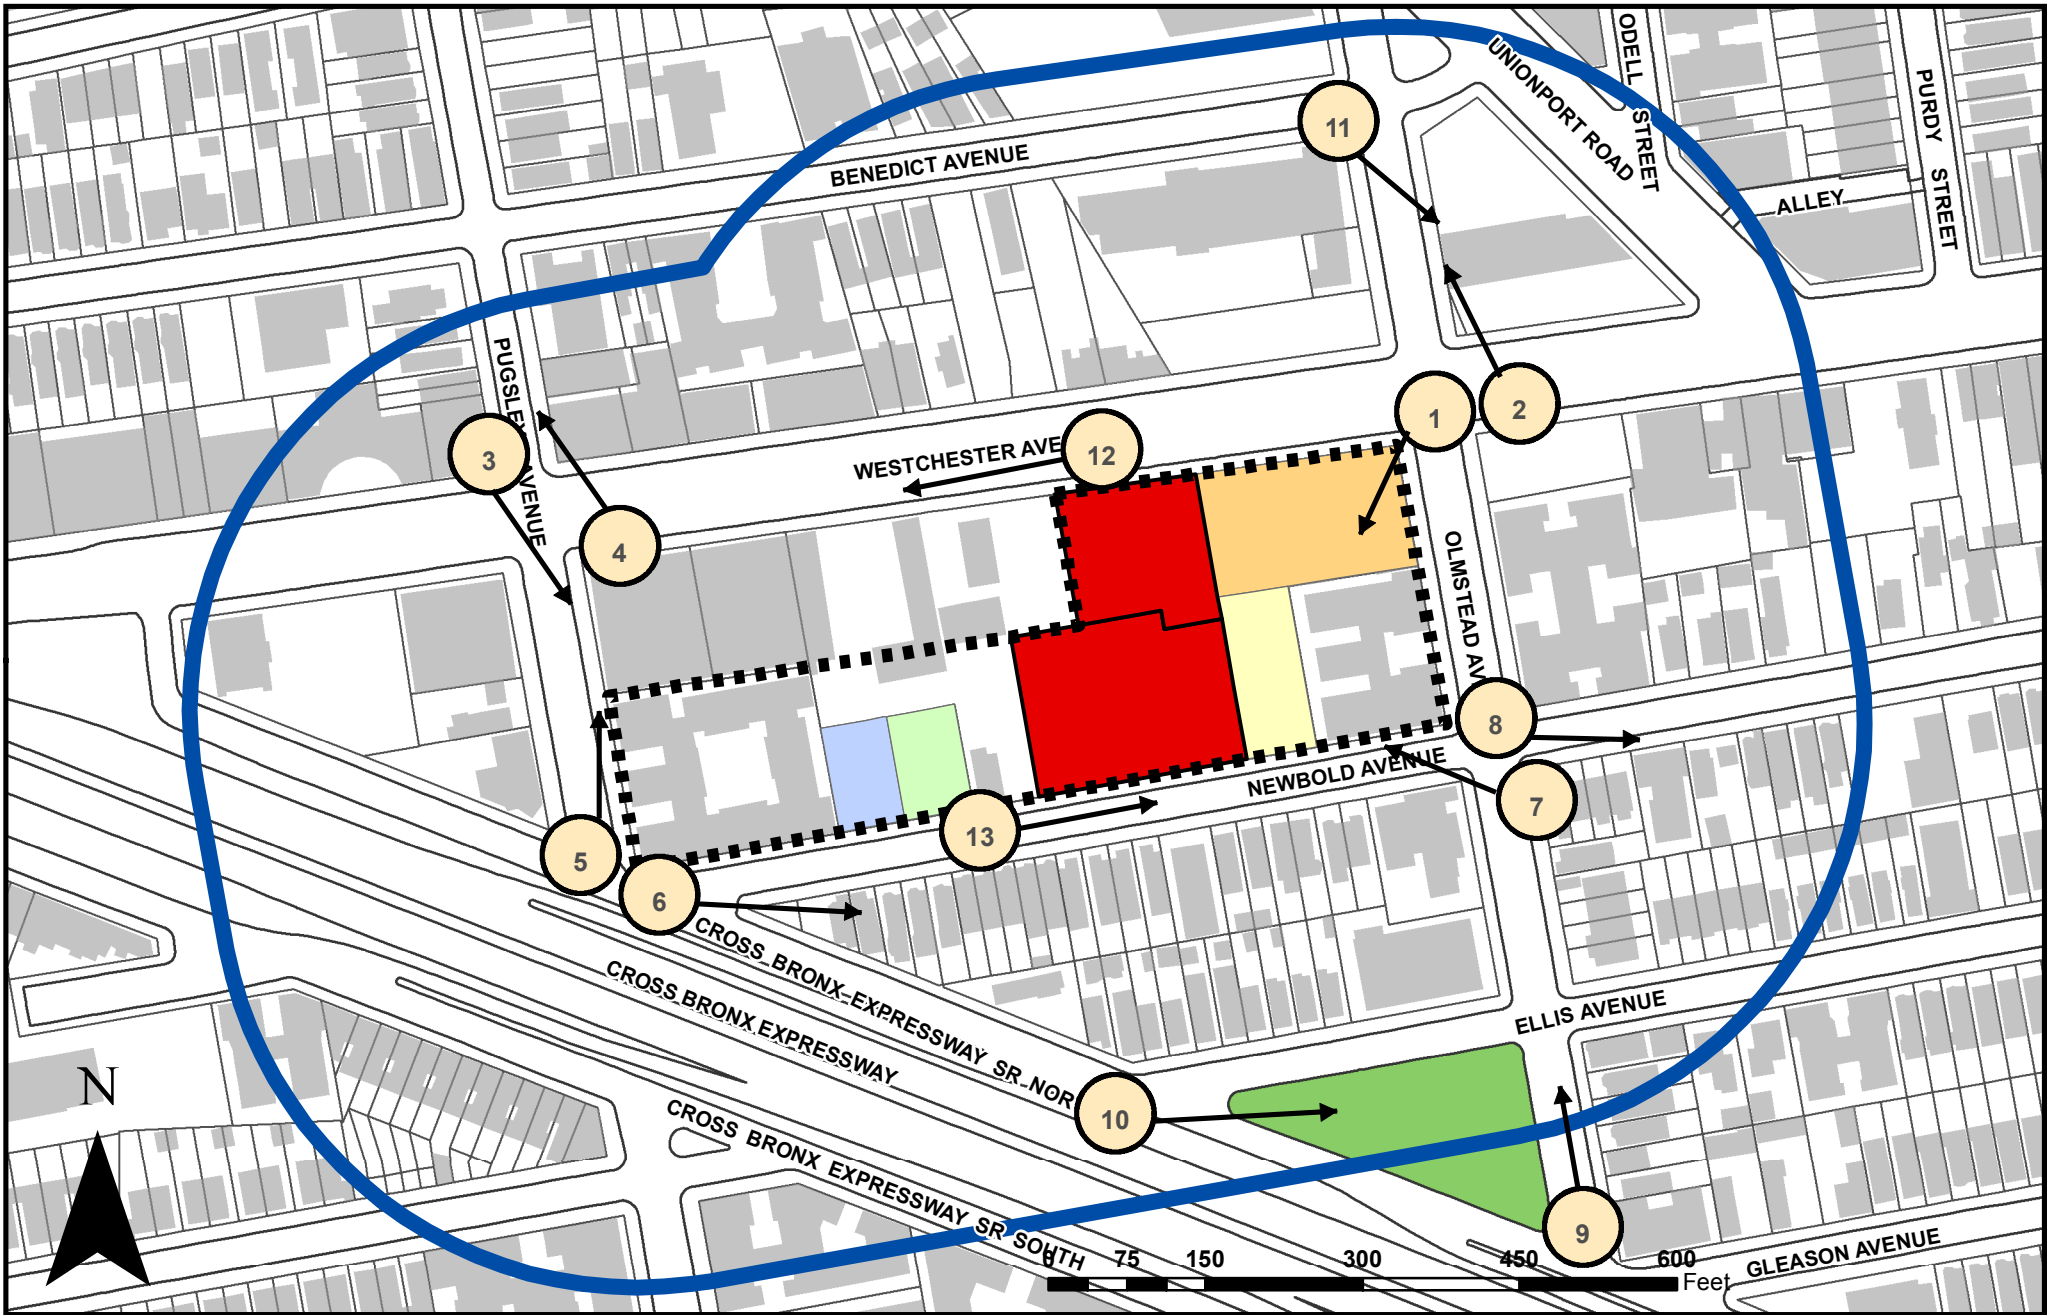 ODELL STREET
UNIONPORT ROAD
PURDY STREET
11
BENEDICT AVENUE
ALLEY
PUGSLEY AVENUE
1
2
3
12
WESTCHESTER AVE
4
OLMSTEAD AV
8
NEWBOLD AVENUE
7
13
5
6
CROSS BRONX EXPRESSWAY SR NOR
CROSS BRONX EXPRESSWAY
ELLIS AVENUE
N
10
CROSS BRONX EXPRESSWAY SR SOUTH
9
GLEASON AVENUE
0 75 150 300 450 600
Feet